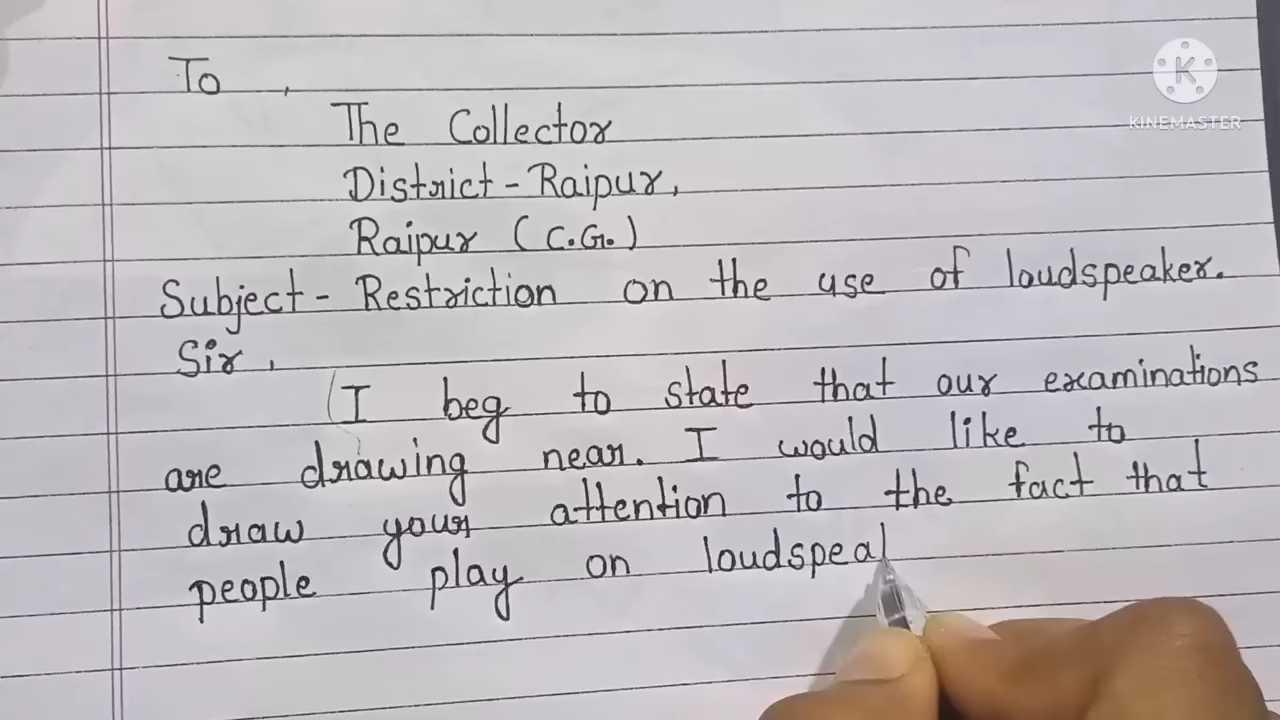 To ,
The Collector
District - Raipur,
Raipur ( C.G. )
Subject - Restriction on the use of loudspeaker.
Sir ,
I beg to state that our examinations
are drawing near. I would like to
draw your attention to the fact that
people play on loudspeal
K
KINEMASTER